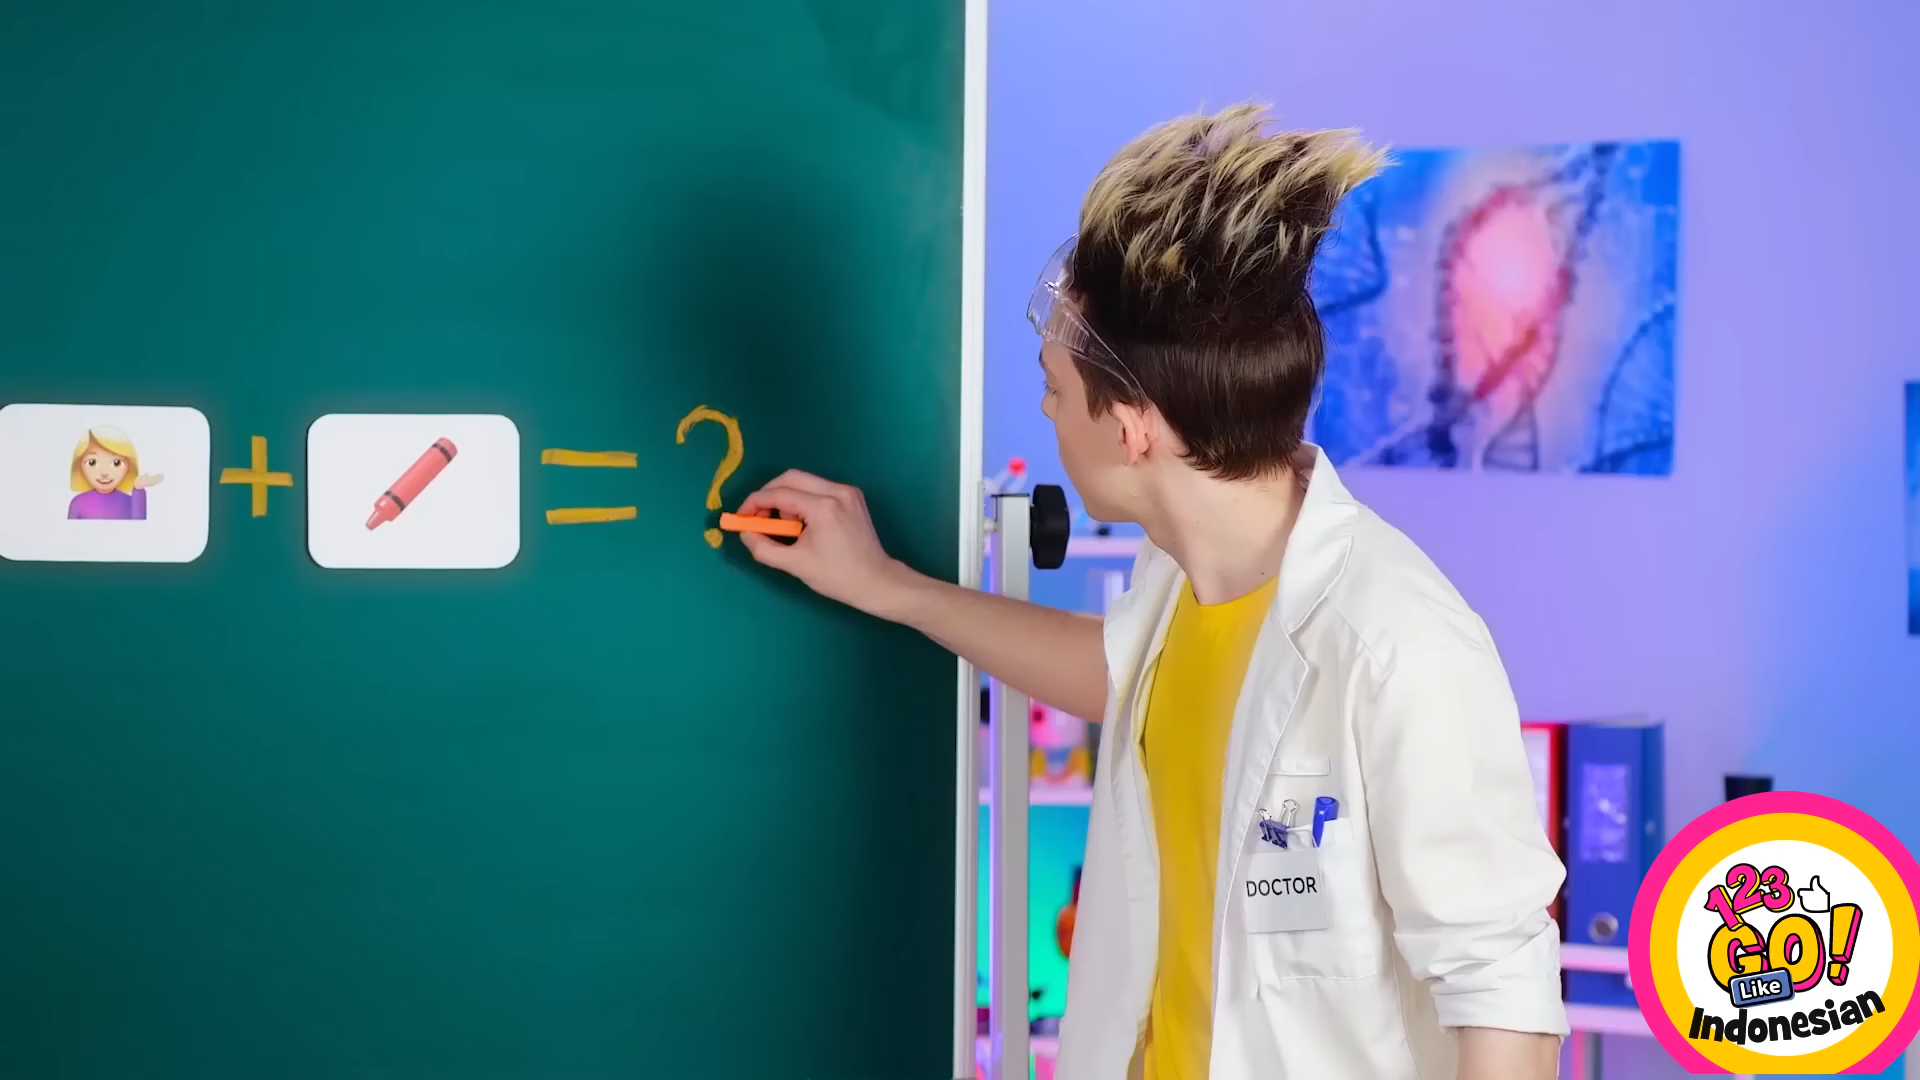 + = ?
DOCTOR
123
GO!
Like
Indonesian